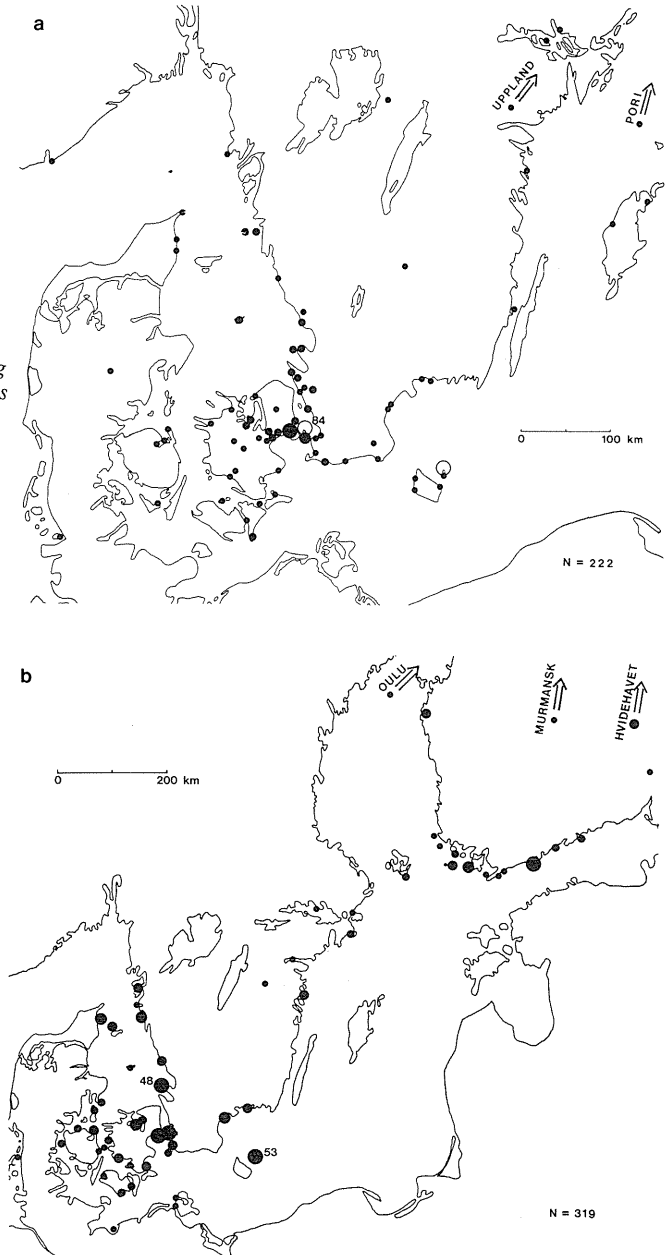 a
UPPLAND
PORI
g
s
84
0 100 km
N = 222
b
OULU
MURMANSK
HVIDEHAVET
0 200 km
48
53
N = 319